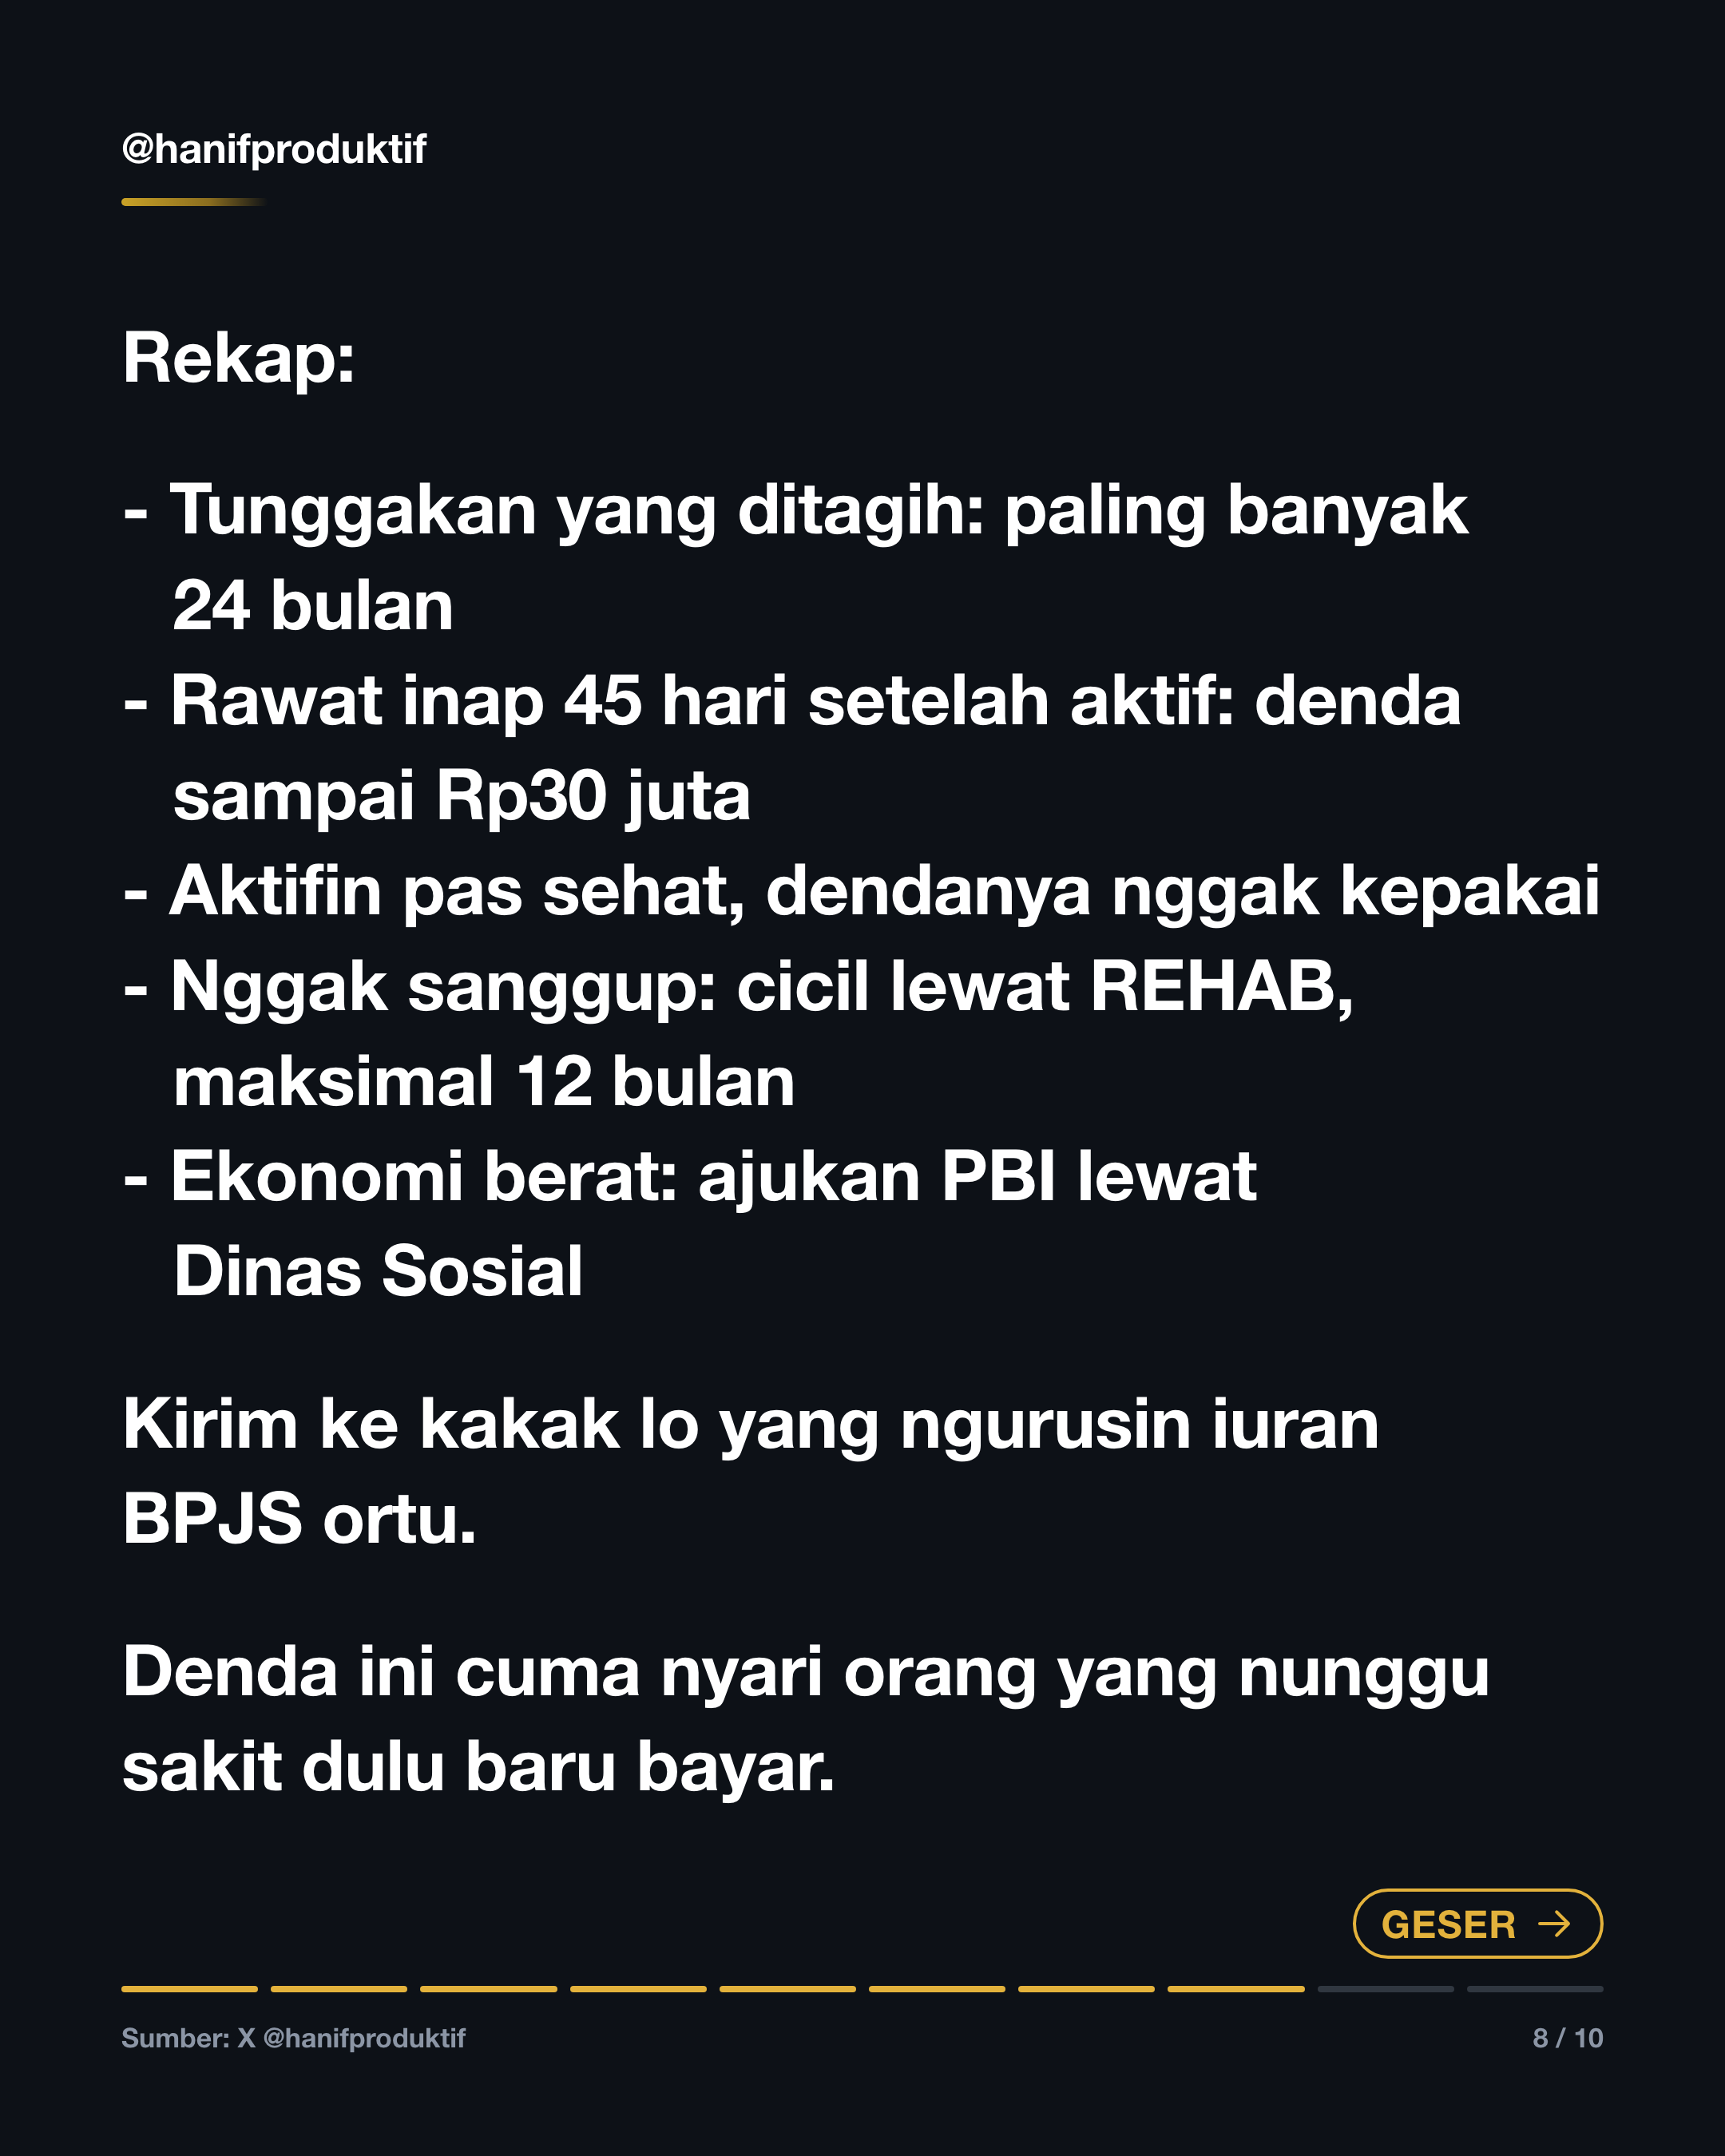 @hanifproduktif
Rekap:
- Tunggakan yang ditagih: paling banyak
24 bulan
- Rawat inap 45 hari setelah aktif: denda
sampai Rp30 juta
- Aktifin pas sehat, dendanya nggak kepakai
- Nggak sanggup: cicil lewat REHAB,
maksimal 12 bulan
- Ekonomi berat: ajukan PBI lewat
Dinas Sosial
Kirim ke kakak lo yang ngurusin iuran
BPJS ortu.
Denda ini cuma nyari orang yang nunggu
sakit dulu baru bayar.
GESER →
Sumber: X @hanifproduktif
8 / 10